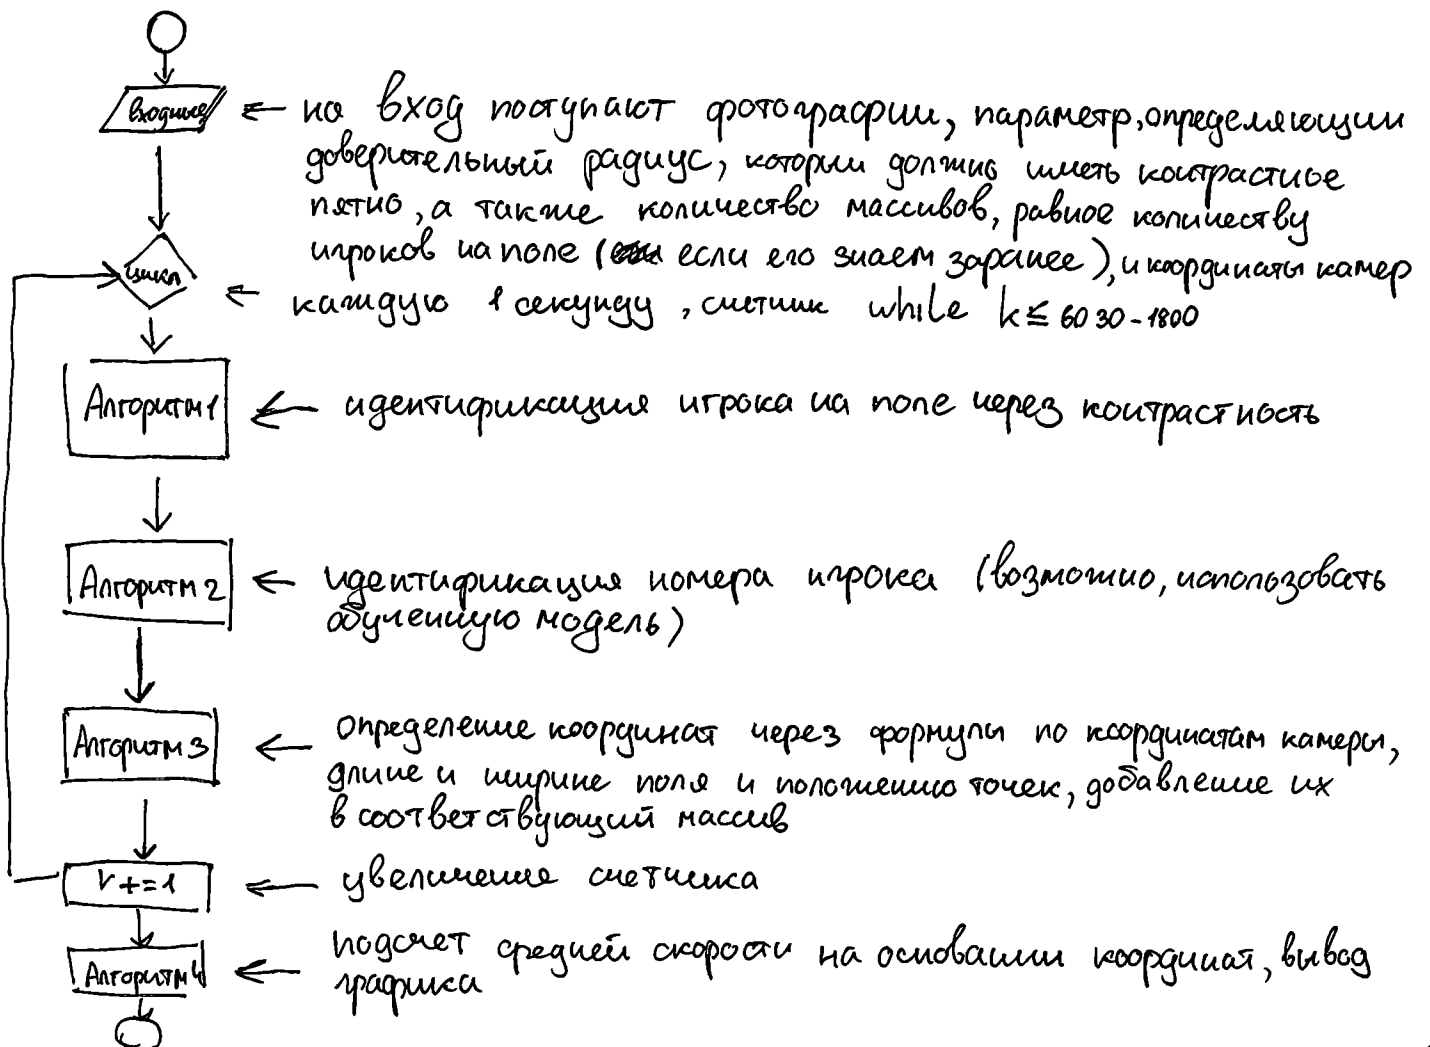 входные
на вход поступают фотографии, параметр, определяющий
доверительный радиус, который должно иметь контрастное
пятно, а также количество массивов, равное количеству
игроков на поле (если его знаем заранее), и координаты камер
цикл
каждую 1 секунду, счетчик while k ≤ 60 30 - 1800
Алгоритм 1
идентификация игрока на поле через контрастность
Алгоритм 2
идентификация номера игрока (возможно, использовать
обученную модель)
Алгоритм 3
определение координат через формулы по координатам камеры,
длине и ширине поля и положению точек, добавление их
в соответствующий массив
+=1
увеличение счетчика
Алгоритм 4
подсчет средней скорости на основании координат, вывод
графика